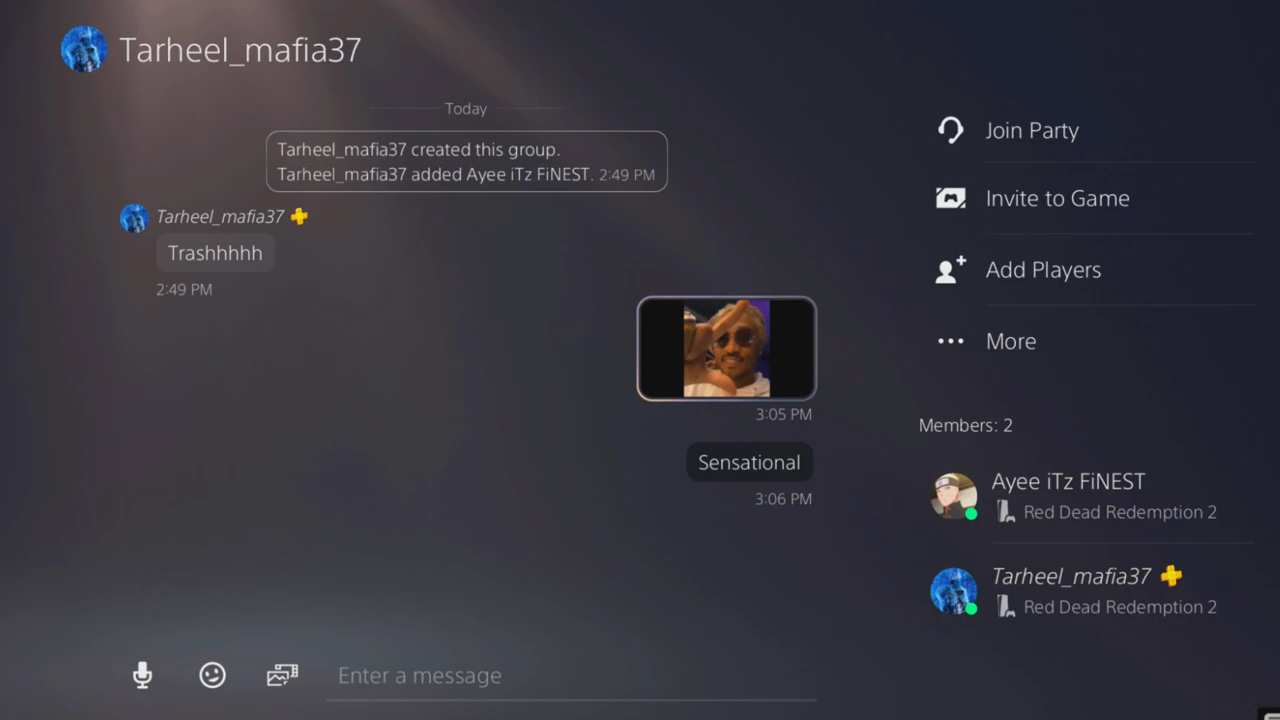 Tarheel_mafia37
Today
Tarheel_mafia37 created this group.
Tarheel_mafia37 added Ayee iTz FiNEST. 2:49 PM
Tarheel_mafia37
Trashhhhh
2:49 PM
3:05 PM
Sensational
3:06 PM
Enter a message
Join Party
Invite to Game
Add Players
More
Members: 2
Ayee iTz FiNEST
Red Dead Redemption 2
Tarheel_mafia37
Red Dead Redemption 2